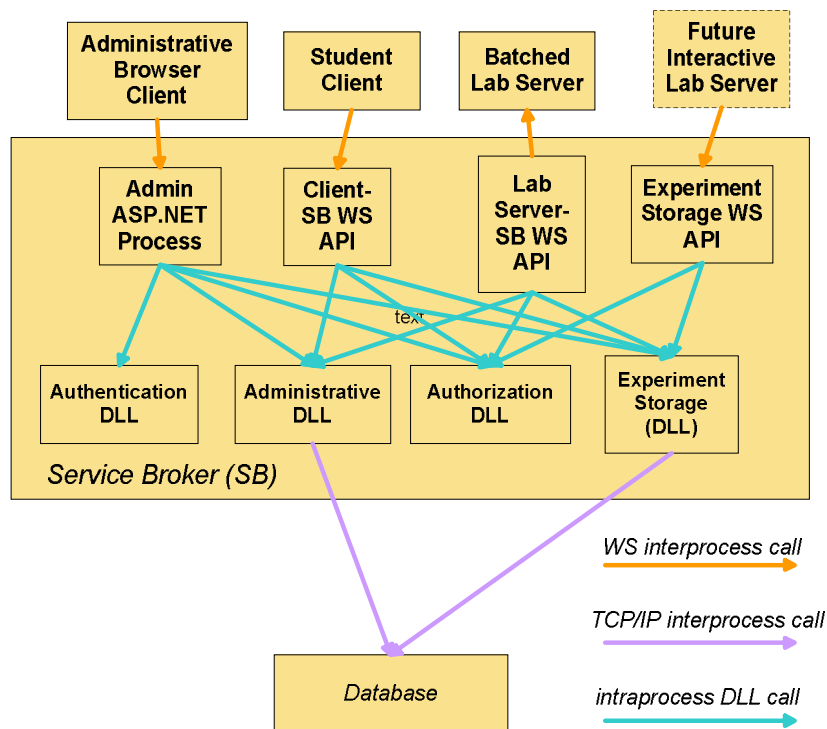 Administrative
Browser
Client
Student
Client
Batched
Lab Server
Future
Interactive
Lab Server
Admin
ASP.NET
Process
Client-
SB WS
API
Lab
Server-
SB WS
API
Experiment
Storage WS
API
text
Authentication
DLL
Administrative
DLL
Authorization
DLL
Experiment
Storage
(DLL)
Service Broker (SB)
WS interprocess call
TCP/IP interprocess call
intraprocess DLL call
Database